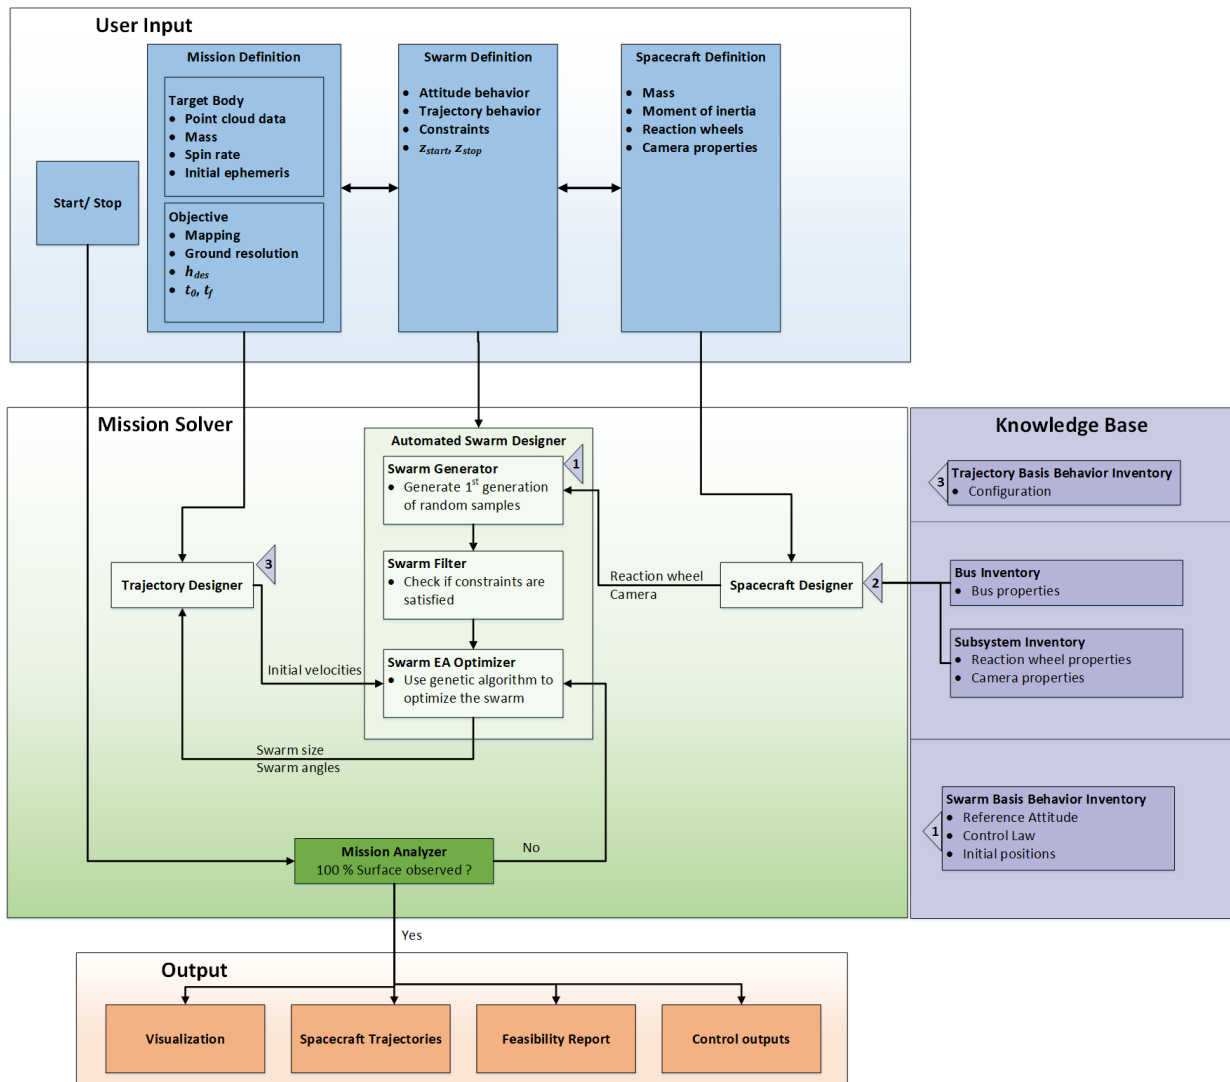 User Input
Mission Definition
Target Body
● Point cloud data
● Mass
● Spin rate
● Initial ephemeris
Objective
● Mapping
● Ground resolution
● h_des
● t_0, t_f
Start/ Stop
Swarm Definition
● Attitude behavior
● Trajectory behavior
● Constraints
● z_start, z_stop
Spacecraft Definition
● Mass
● Moment of inertia
● Reaction wheels
● Camera properties
Mission Solver
Automated Swarm Designer
Swarm Generator
● Generate 1st generation
of random samples
1
Swarm Filter
● Check if constraints are
satisfied
Swarm EA Optimizer
● Use genetic algorithm to
optimize the swarm
Trajectory Designer
3
Initial velocities
Swarm size
Swarm angles
Reaction wheel
Camera
Spacecraft Designer
2
Mission Analyzer
100 % Surface observed ?
No
Yes
Knowledge Base
3
Trajectory Basis Behavior Inventory
● Configuration
Bus Inventory
● Bus properties
Subsystem Inventory
● Reaction wheel properties
● Camera properties
1
Swarm Basis Behavior Inventory
● Reference Attitude
● Control Law
● Initial positions
Output
Visualization
Spacecraft Trajectories
Feasibility Report
Control outputs